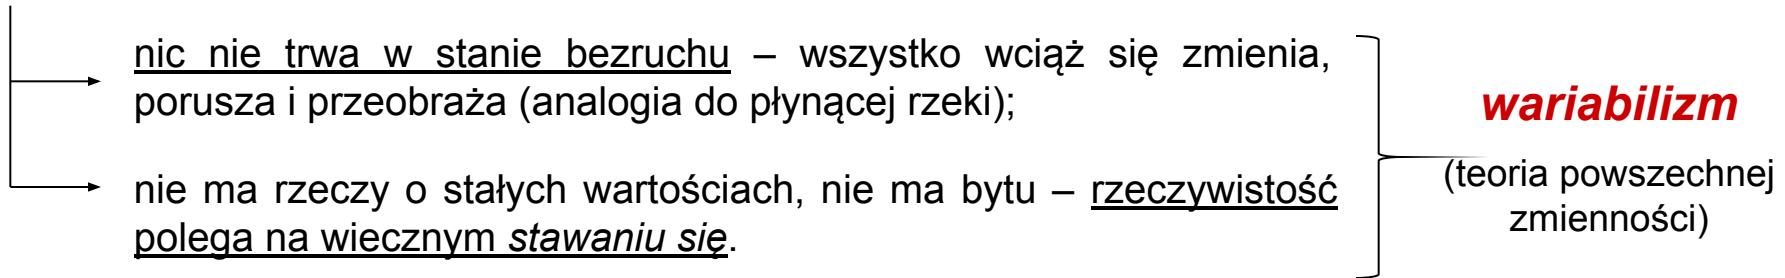 nic nie trwa w stanie bezruchu – wszystko wciąż się zmienia,
porusza i przeobraża (analogia do płynącej rzeki);
nie ma rzeczy o stałych wartościach, nie ma bytu – rzeczywistość
polega na wiecznym stawaniu się.
wariabilizm
(teoria powszechnej
zmienności)